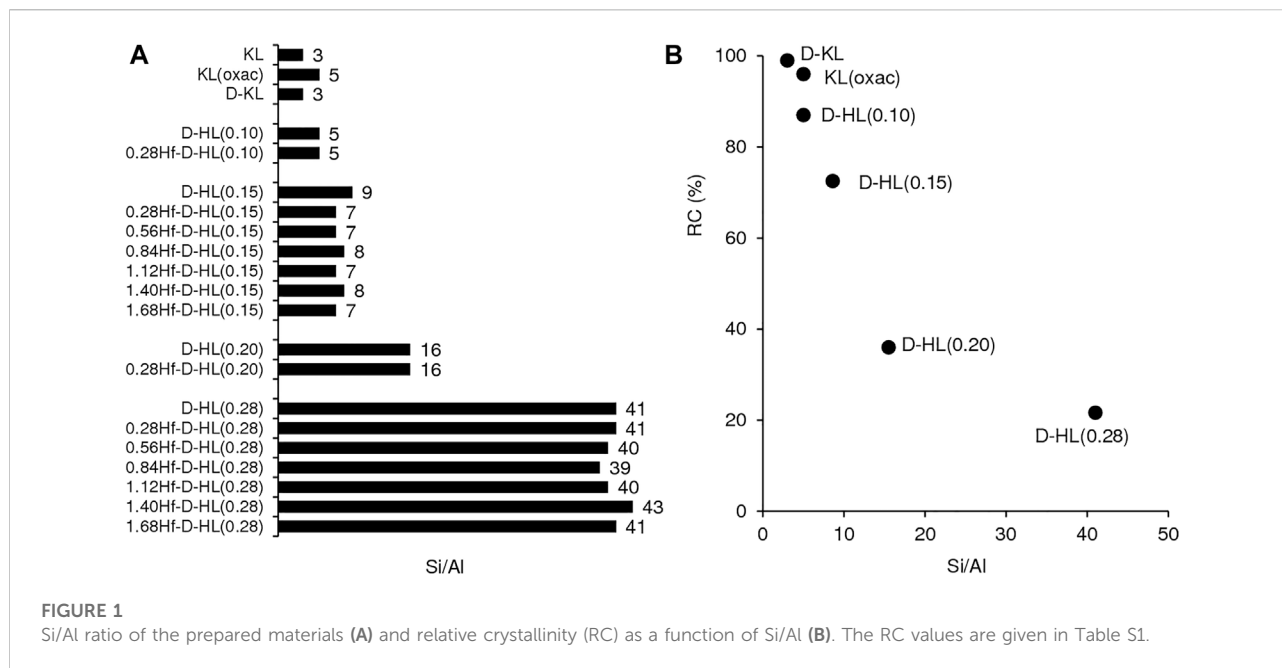 A
KL 3
KL(oxac) 5
D-KL 3
D-HL(0.10) 5
0.28Hf-D-HL(0.10) 5
D-HL(0.15) 9
0.28Hf-D-HL(0.15) 7
0.56Hf-D-HL(0.15) 7
0.84Hf-D-HL(0.15) 8
1.12Hf-D-HL(0.15) 7
1.40Hf-D-HL(0.15) 8
1.68Hf-D-HL(0.15) 7
D-HL(0.20) 16
0.28Hf-D-HL(0.20) 16
D-HL(0.28) 41
0.28Hf-D-HL(0.28) 41
0.56Hf-D-HL(0.28) 40
0.84Hf-D-HL(0.28) 39
1.12Hf-D-HL(0.28) 40
1.40Hf-D-HL(0.28) 43
1.68Hf-D-HL(0.28) 41
Si/Al
B
RC (%)
100
80
60
40
20
0
D-KL
KL(oxac)
D-HL(0.10)
D-HL(0.15)
D-HL(0.20)
D-HL(0.28)
0 10 20 30 40 50
Si/Al
FIGURE 1
Si/Al ratio of the prepared materials (A) and relative crystallinity (RC) as a function of Si/Al (B). The RC values are given in Table S1.